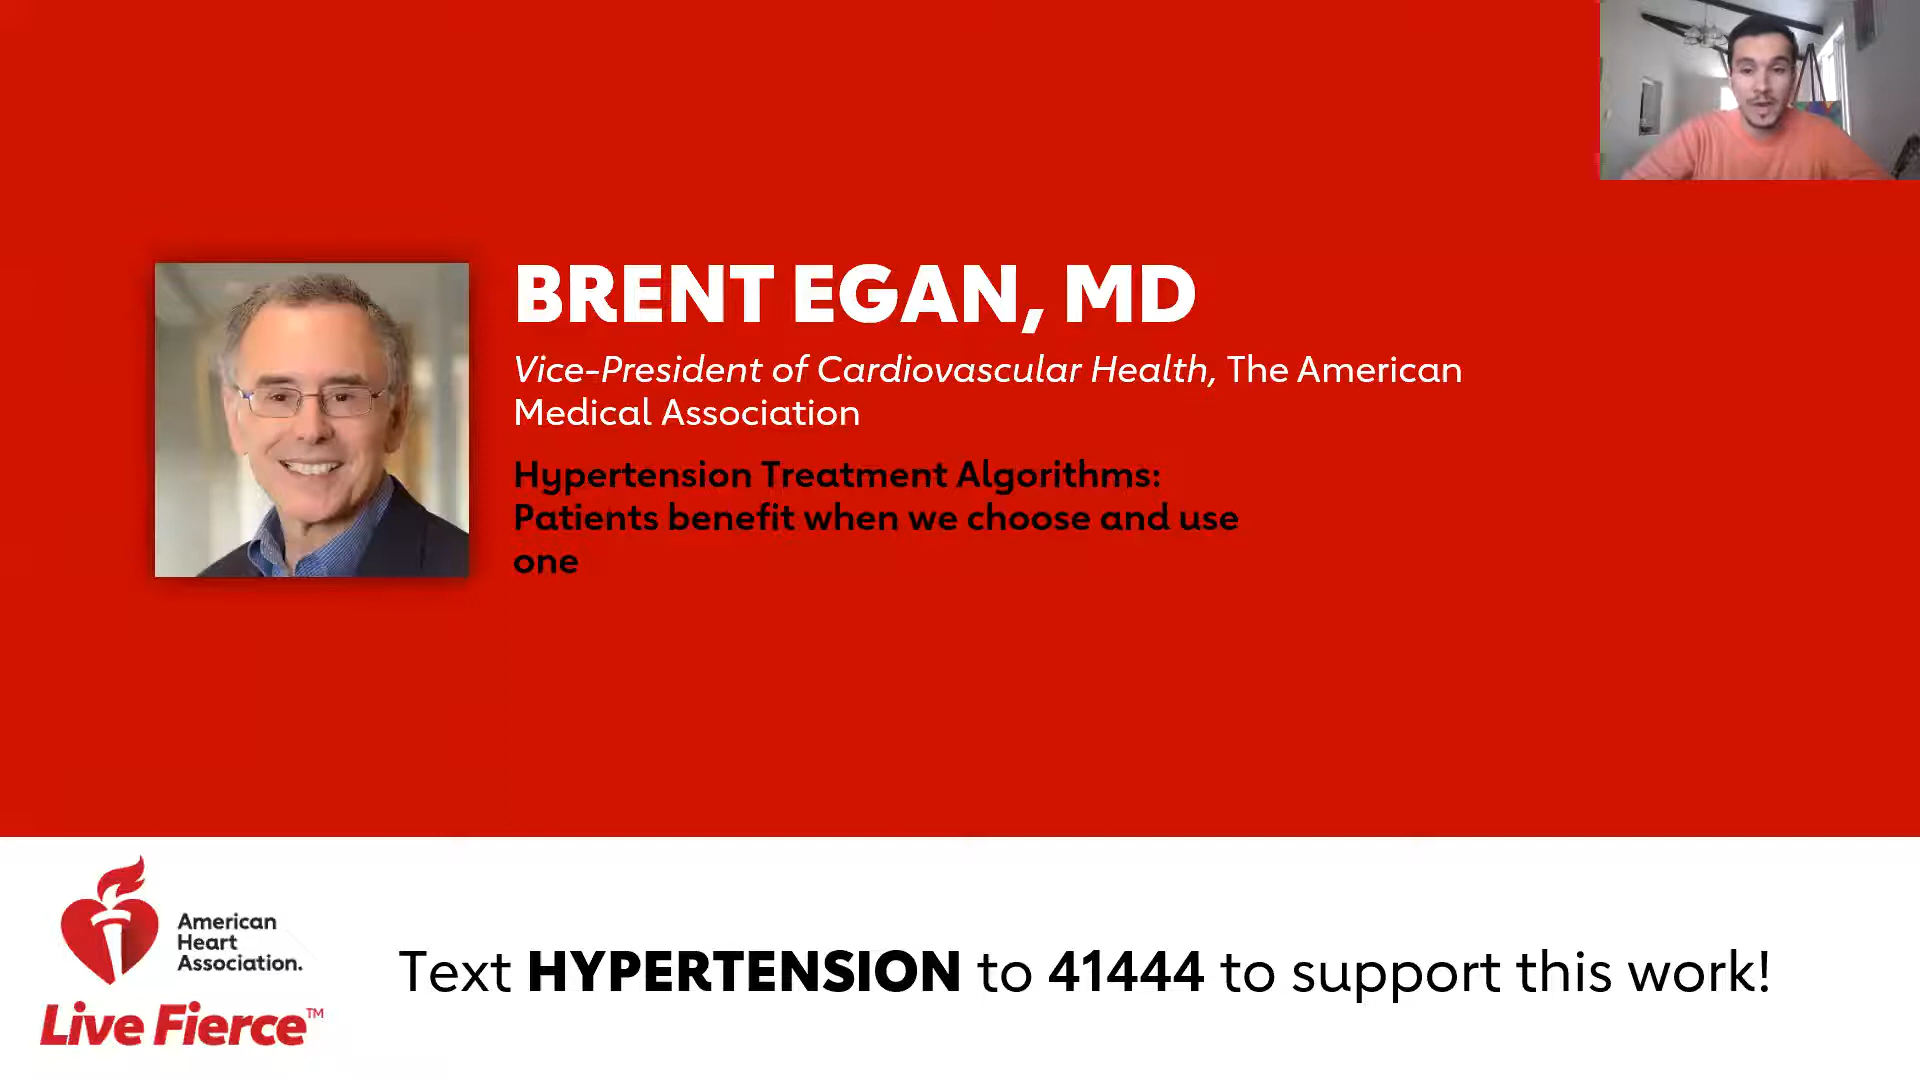 BRENT EGAN, MD
Vice-President of Cardiovascular Health, The American
Medical Association
Hypertension Treatment Algorithms:
Patients benefit when we choose and use
one
American
Heart
Association.
Live Fierce™
Text HYPERTENSION to 41444 to support this work!